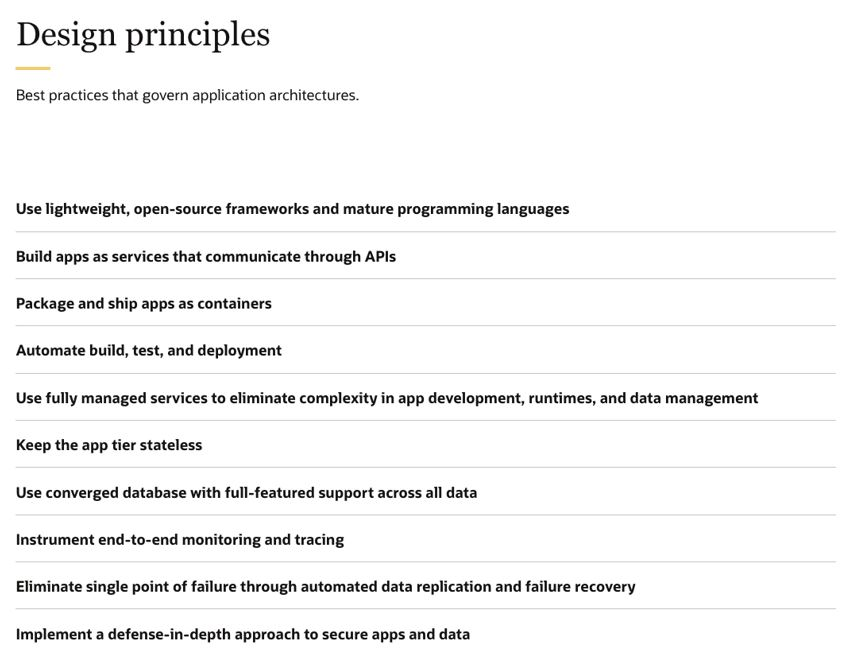 Design principles
Best practices that govern application architectures.
Use lightweight, open-source frameworks and mature programming languages
Build apps as services that communicate through APIs
Package and ship apps as containers
Automate build, test, and deployment
Use fully managed services to eliminate complexity in app development, runtimes, and data management
Keep the app tier stateless
Use converged database with full-featured support across all data
Instrument end-to-end monitoring and tracing
Eliminate single point of failure through automated data replication and failure recovery
Implement a defense-in-depth approach to secure apps and data